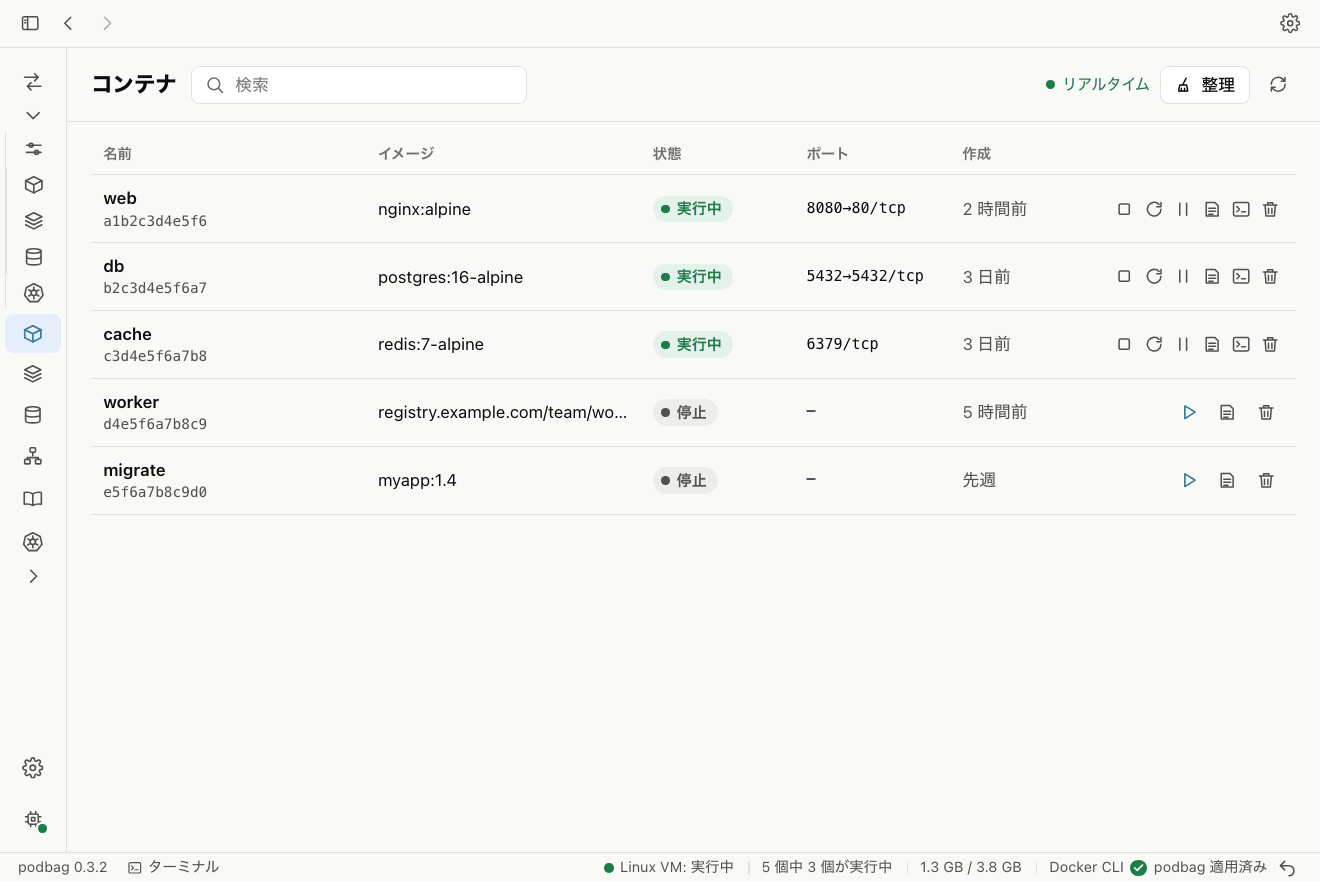 コンテナ
検索
リアルタイム
整理
名前 イメージ 状態 ポート 作成
web
a1b2c3d4e5f6
nginx:alpine
実行中
8080→80/tcp
2 時間前
db
b2c3d4e5f6a7
postgres:16-alpine
実行中
5432→5432/tcp
3 日前
cache
c3d4e5f6a7b8
redis:7-alpine
実行中
6379/tcp
3 日前
worker
d4e5f6a7b8c9
registry.example.com/team/wo...
停止
–
5 時間前
migrate
e5f6a7b8c9d0
myapp:1.4
停止
–
先週
podbag 0.3.2
ターミナル
Linux VM: 実行中
5 個中 3 個が実行中
1.3 GB / 3.8 GB
Docker CLI
podbag 適用済み